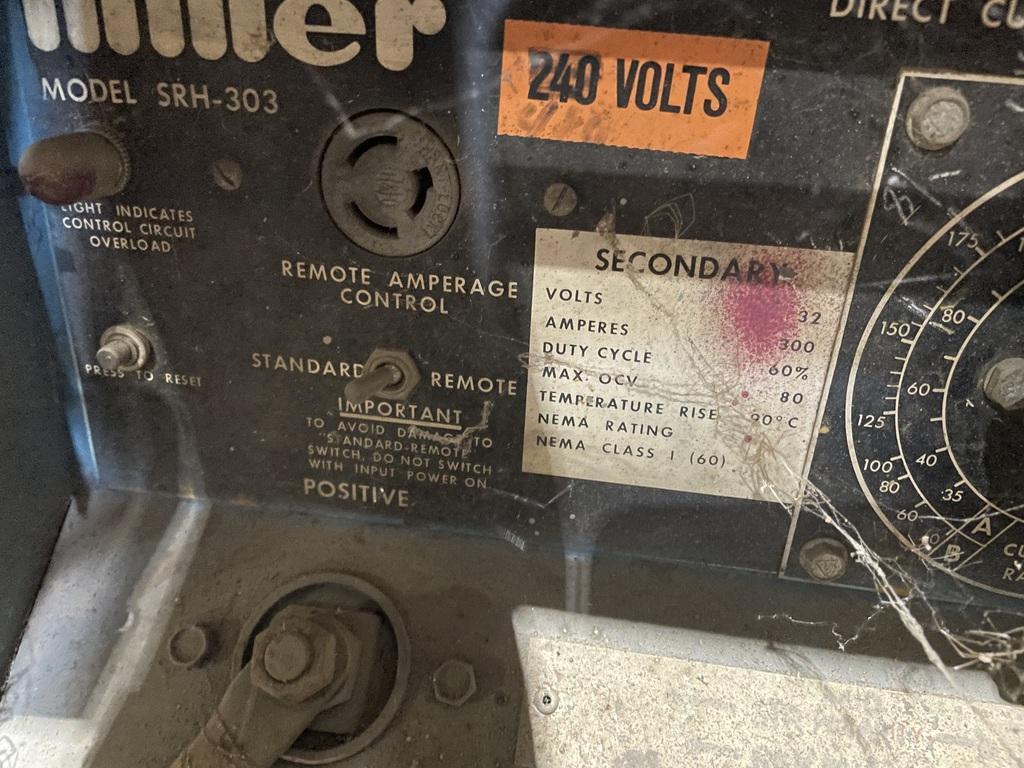 miller
DIRECT CU
MODEL SRH-303
240 VOLTS
LIGHT INDICATES
CONTROL CIRCUIT
OVERLOAD
REMOTE AMPERAGE
CONTROL
PRESS TO RESET
STANDARD REMOTE
IMPORTANT
TO AVOID DAMAGE TO
"STANDARD-REMOTE"
SWITCH, DO NOT SWITCH
WITH INPUT POWER ON
POSITIVE
SECONDARY
VOLTS 32
AMPERES 300
DUTY CYCLE 60%
MAX. OCV 80
TEMPERATURE RISE 90°C
NEMA RATING
NEMA CLASS I (60)
175
150
125
100
80
60
80
60
40
35
A
B
CU
RA